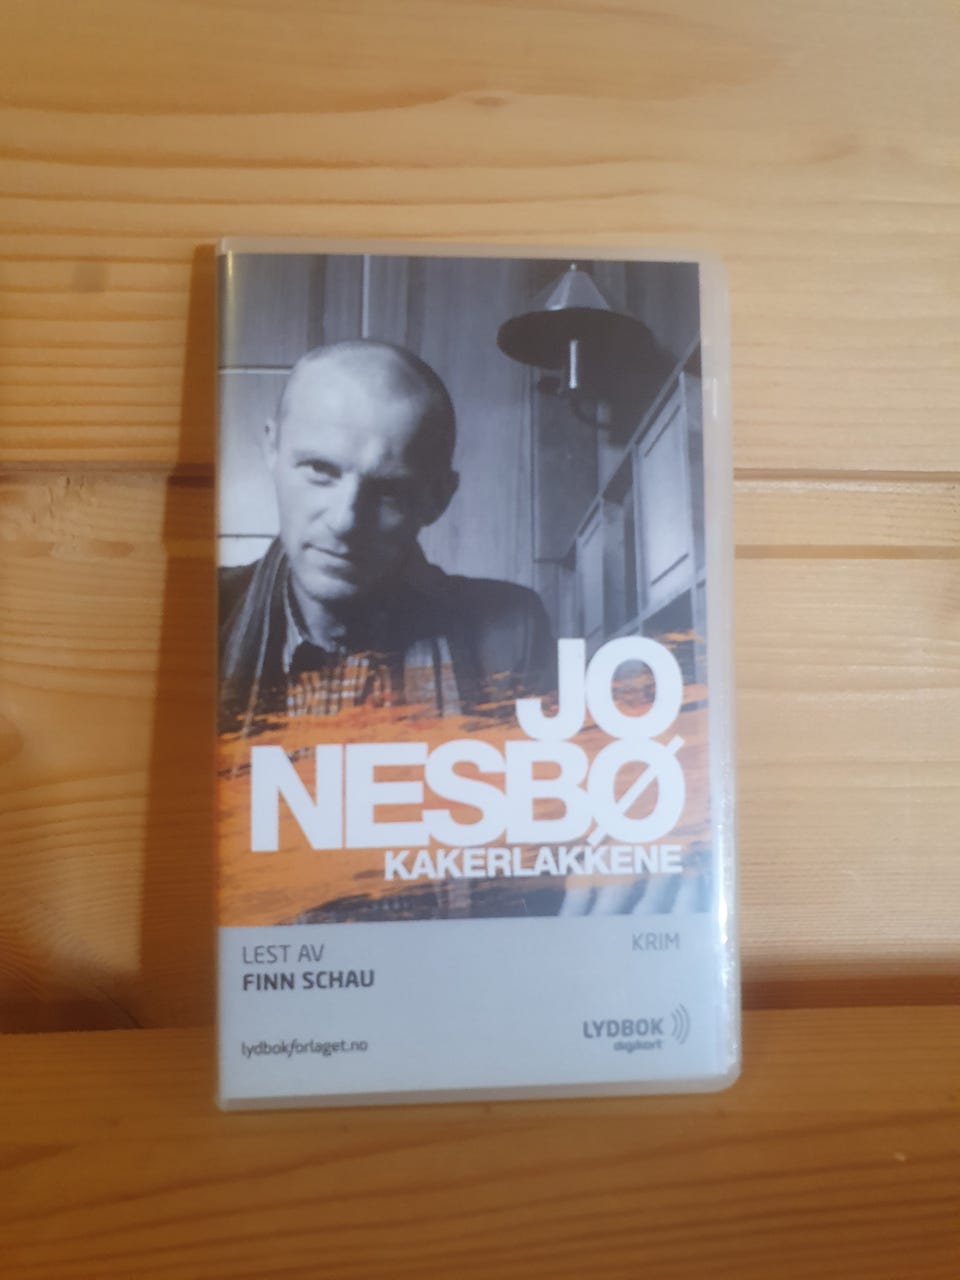 JO
NESBØ
KAKERLAKKENE
LEST AV
FINN SCHAU
KRIM
lydbokforlaget.no
LYDBOK
digikort